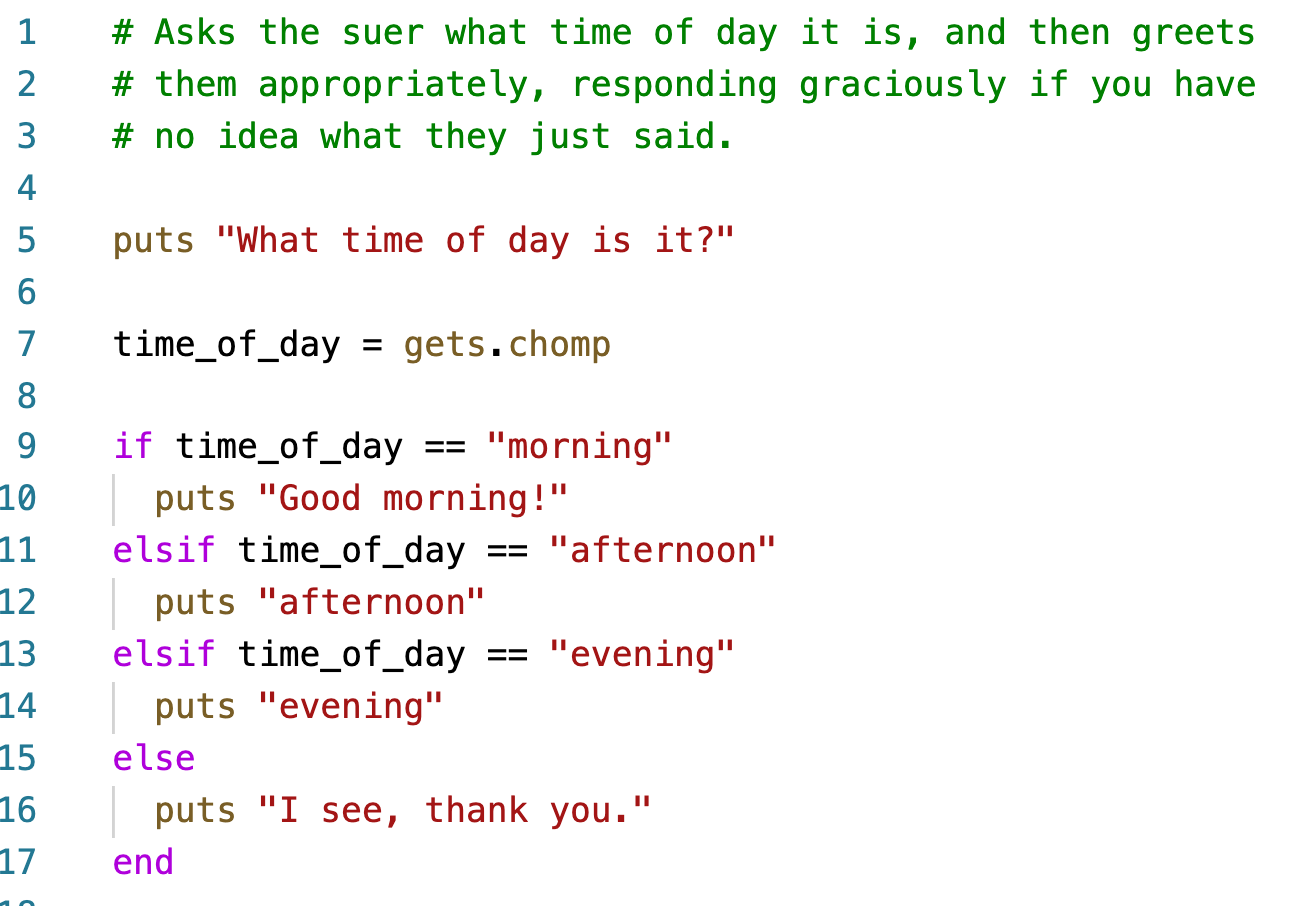 1 # Asks the suer what time of day it is, and then greets
2 # them appropriately, responding graciously if you have
3 # no idea what they just said.
4
5 puts "What time of day is it?"
6
7 time_of_day = gets.chomp
8
9 if time_of_day == "morning"
10 puts "Good morning!"
11 elsif time_of_day == "afternoon"
12 puts "afternoon"
13 elsif time_of_day == "evening"
14 puts "evening"
15 else
16 puts "I see, thank you."
17 end